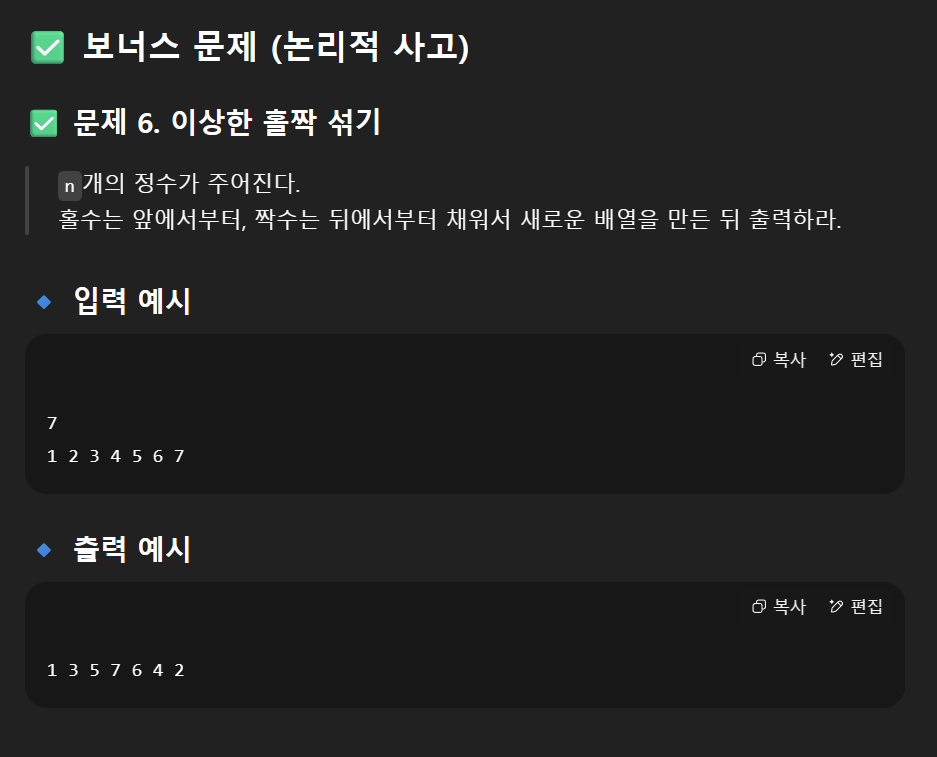 ✅ 보너스 문제 (논리적 사고)
✅ 문제 6. 이상한 홀짝 섞기
n개의 정수가 주어진다.
홀수는 앞에서부터, 짝수는 뒤에서부터 채워서 새로운 배열을 만든 뒤 출력하라.
🔹 입력 예시
복사 편집
7
1 2 3 4 5 6 7
🔹 출력 예시
복사 편집
1 3 5 7 6 4 2